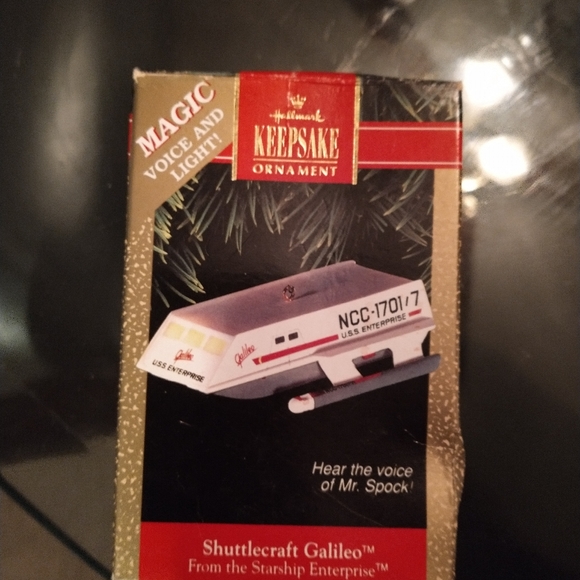 MAGIC
VOICE AND
LIGHT!
Hallmark
KEEPSAKE
ORNAMENT
NCC-1701/7
U.S.S. ENTERPRISE
Galileo
Galileo
U.S.S. ENTERPRISE
Hear the voice
of Mr. Spock!
Shuttlecraft Galileo™
From the Starship Enterprise™